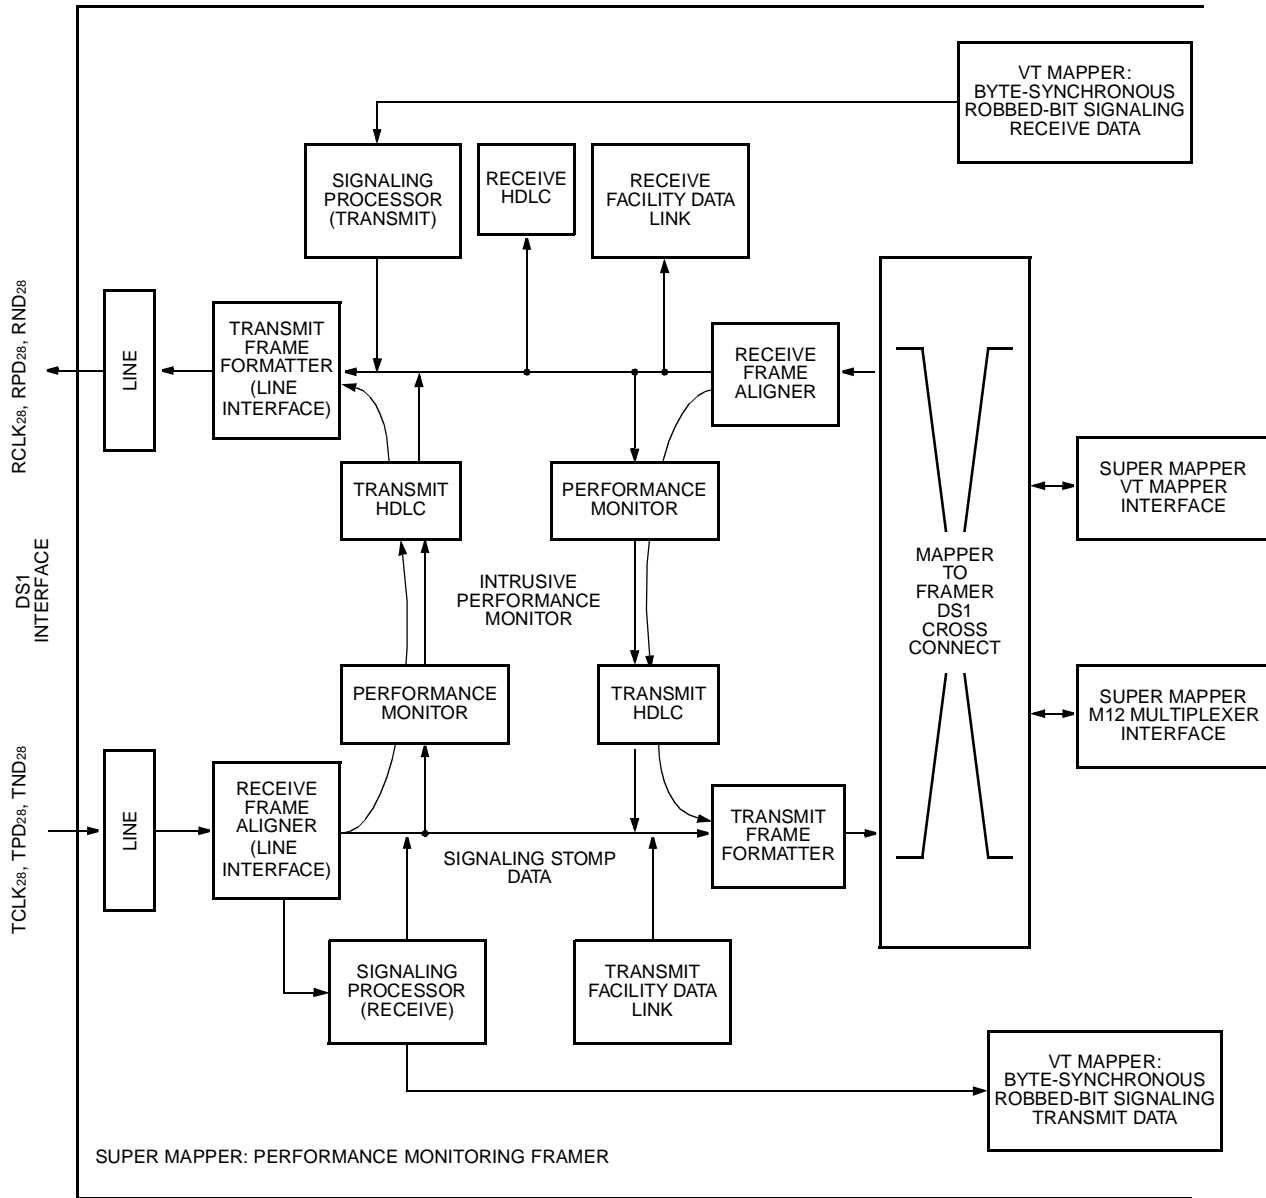 VT MAPPER:
BYTE-SYNCHRONOUS
ROBBED-BIT SIGNALING
RECEIVE DATA
SIGNALING
PROCESSOR
(TRANSMIT)
RECEIVE
HDLC
RECEIVE
FACILITY DATA
LINK
RCLK28, RPD28, RND28
LINE
TRANSMIT
FRAME
FORMATTER
(LINE
INTERFACE)
RECEIVE
FRAME
ALIGNER
TRANSMIT
HDLC
PERFORMANCE
MONITOR
SUPER MAPPER
VT MAPPER
INTERFACE
DS1
INTERFACE
INTRUSIVE
PERFORMANCE
MONITOR
MAPPER
TO
FRAMER
DS1
CROSS
CONNECT
PERFORMANCE
MONITOR
TRANSMIT
HDLC
SUPER MAPPER
M12 MULTIPLEXER
INTERFACE
TCLK28, TPD28, TND28
LINE
RECEIVE
FRAME
ALIGNER
(LINE
INTERFACE)
SIGNALING STOMP
DATA
TRANSMIT
FRAME
FORMATTER
SIGNALING
PROCESSOR
(RECEIVE)
TRANSMIT
FACILITY DATA
LINK
VT MAPPER:
BYTE-SYNCHRONOUS
ROBBED-BIT SIGNALING
TRANSMIT DATA
SUPER MAPPER: PERFORMANCE MONITORING FRAMER